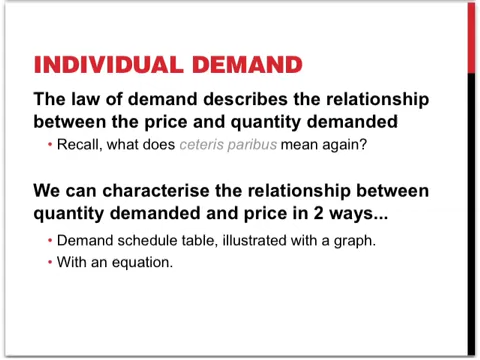 INDIVIDUAL DEMAND
The law of demand describes the relationship
between the price and quantity demanded
• Recall, what does ceteris paribus mean again?
We can characterise the relationship between
quantity demanded and price in 2 ways...
• Demand schedule table, illustrated with a graph.
• With an equation.